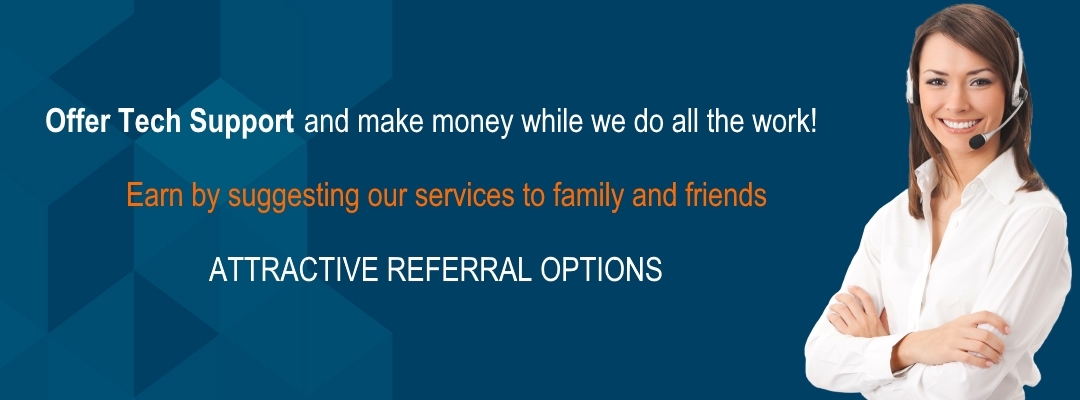 Offer Tech Support and make money while we do all the work!
Earn by suggesting our services to family and friends
ATTRACTIVE REFERRAL OPTIONS